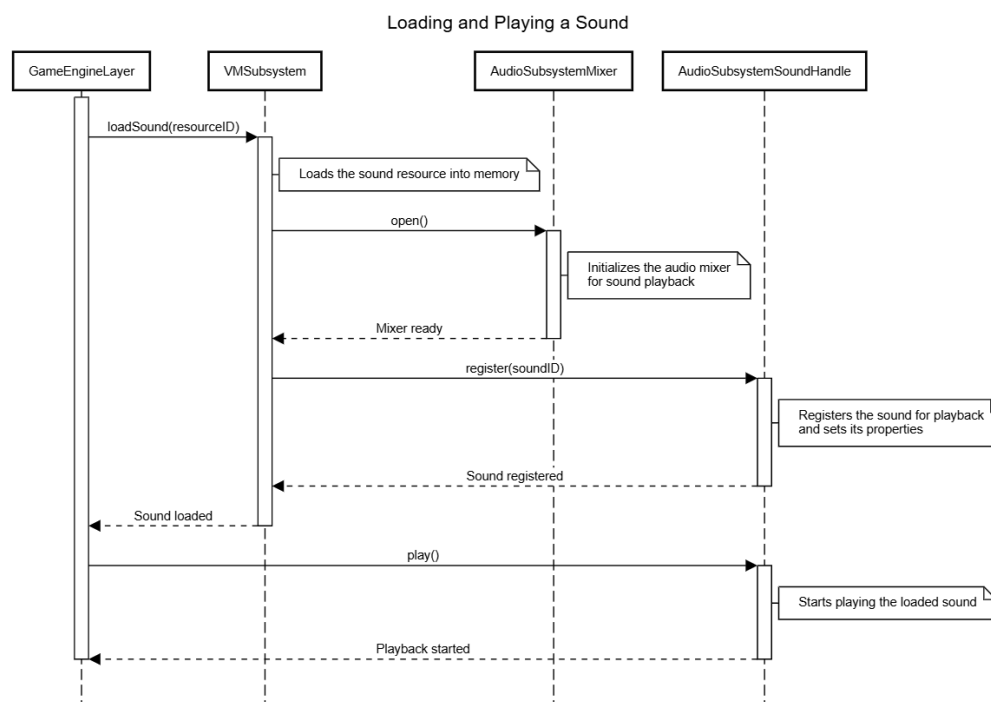 Loading and Playing a Sound
GameEngineLayer
VMSubsystem
AudioSubsystemMixer
AudioSubsystemSoundHandle
loadSound(resourceID)
Loads the sound resource into memory
open()
Initializes the audio mixer
for sound playback
Mixer ready
register(soundID)
Registers the sound for playback
and sets its properties
Sound registered
Sound loaded
play()
Starts playing the loaded sound
Playback started